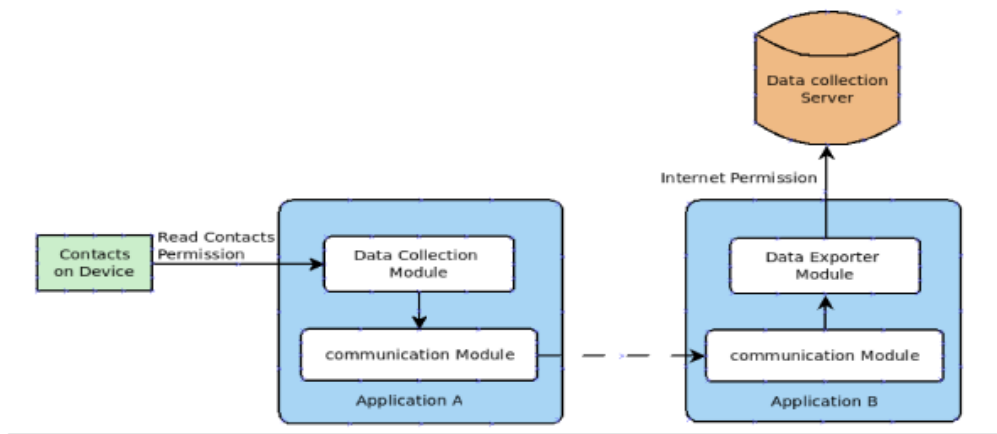 Data collection
Server
Internet Permission
Read Contacts
Permission
Contacts
on Device
Data Collection
Module
communication Module
Application A
Data Exporter
Module
communication Module
Application B